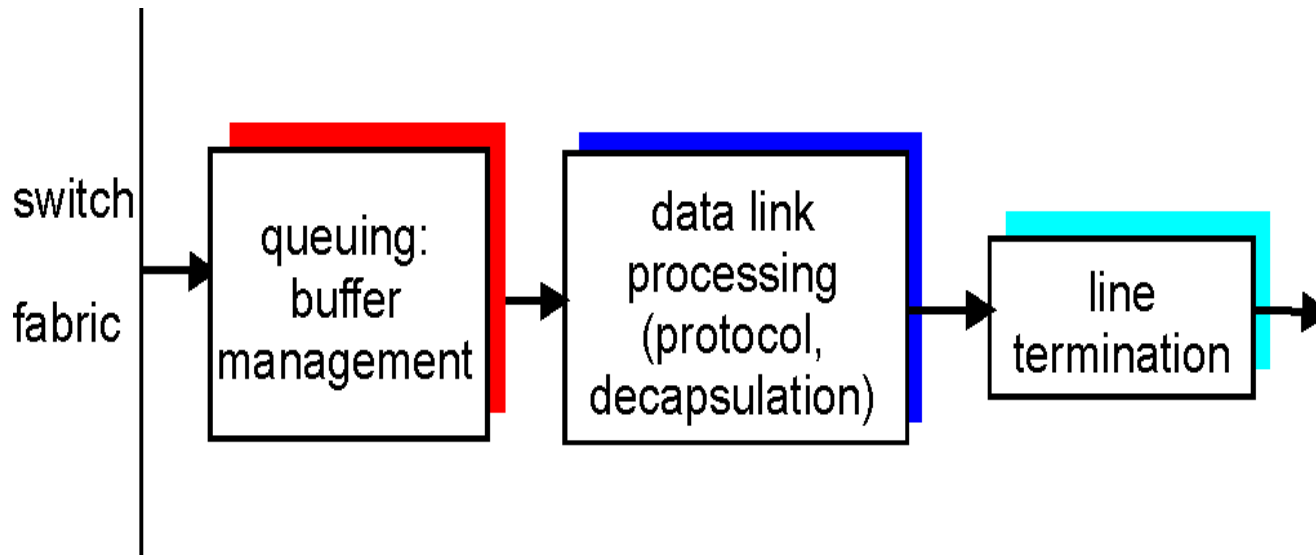 switch
fabric
queuing:
buffer
management
data link
processing
(protocol,
decapsulation)
line
termination